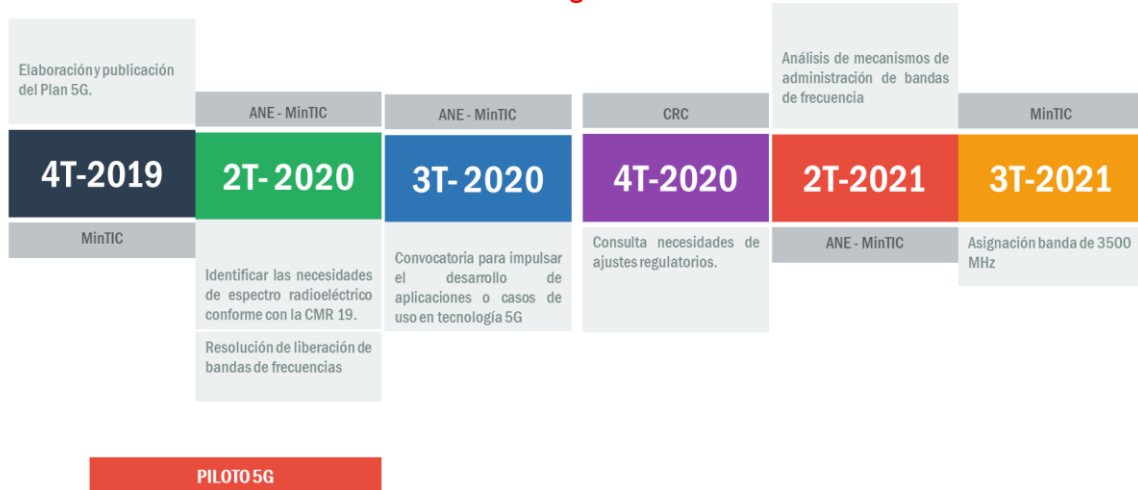 Elaboración y publicación
del Plan 5G.
4T-2019
MinTIC
ANE - MinTIC
2T- 2020
Identificar las necesidades
de espectro radioeléctrico
conforme con la CMR 19.
Resolución de liberación de
bandas de frecuencias
ANE - MinTIC
3T- 2020
Convocatoria para impulsar
el desarrollo de
aplicaciones o casos de
uso en tecnología 5G
CRC
4T-2020
Consulta necesidades de
ajustes regulatorios.
Análisis de mecanismos de
administración de bandas
de frecuencia
2T-2021
ANE - MinTIC
MinTIC
3T-2021
Asignación banda de 3500
MHz
PILOTO 5G